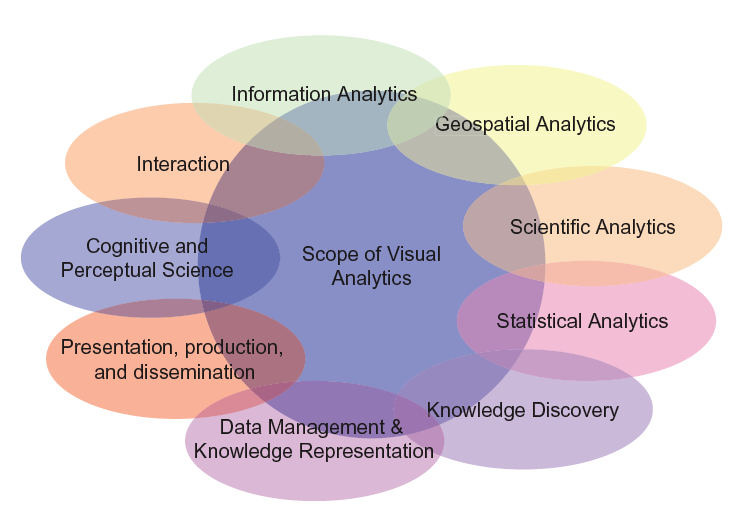 Information Analytics
Geospatial Analytics
Interaction
Scientific Analytics
Cognitive and
Perceptual Science
Scope of Visual
Analytics
Statistical Analytics
Presentation, production,
and dissemination
Knowledge Discovery
Data Management &
Knowledge Representation